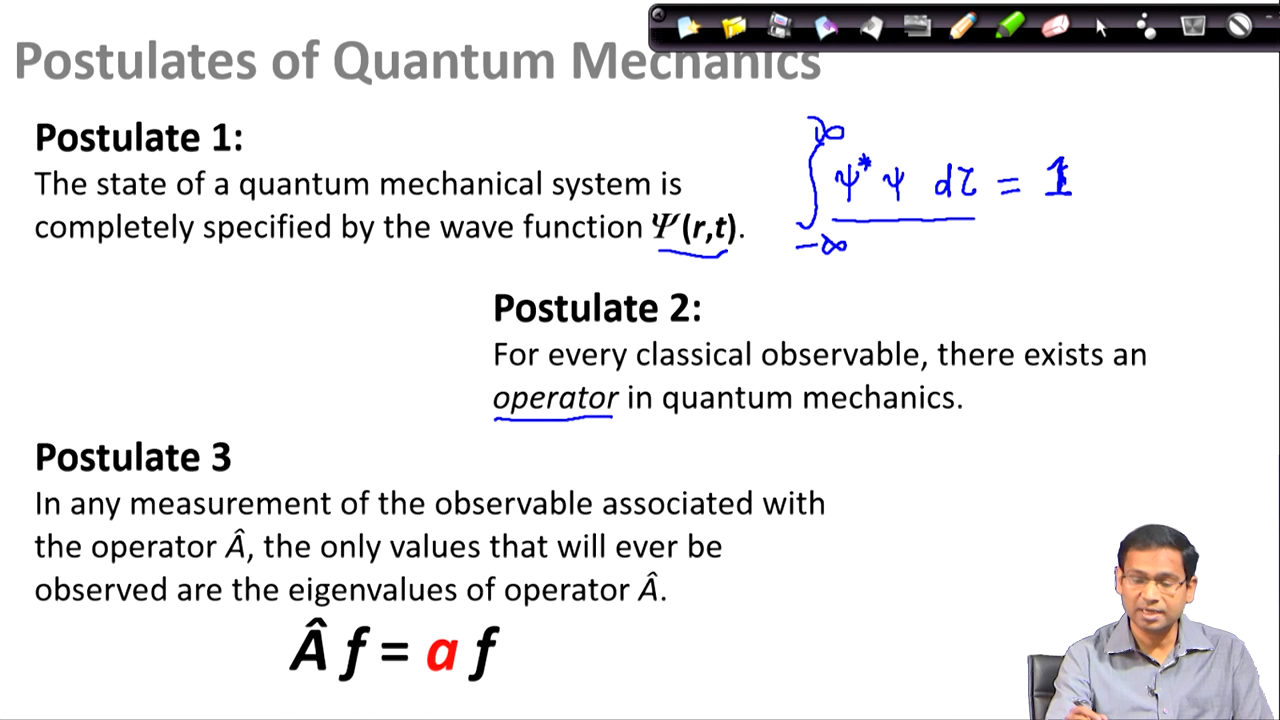 Postulates of Quantum Mechanics
Postulate 1:
The state of a quantum mechanical system is
completely specified by the wave function Ψ(r,t).
∞
∫ ψ* ψ dτ = 1
-∞
Postulate 2:
For every classical observable, there exists an
operator in quantum mechanics.
Postulate 3
In any measurement of the observable associated with
the operator Â, the only values that will ever be
observed are the eigenvalues of operator Â.
Â f = a f